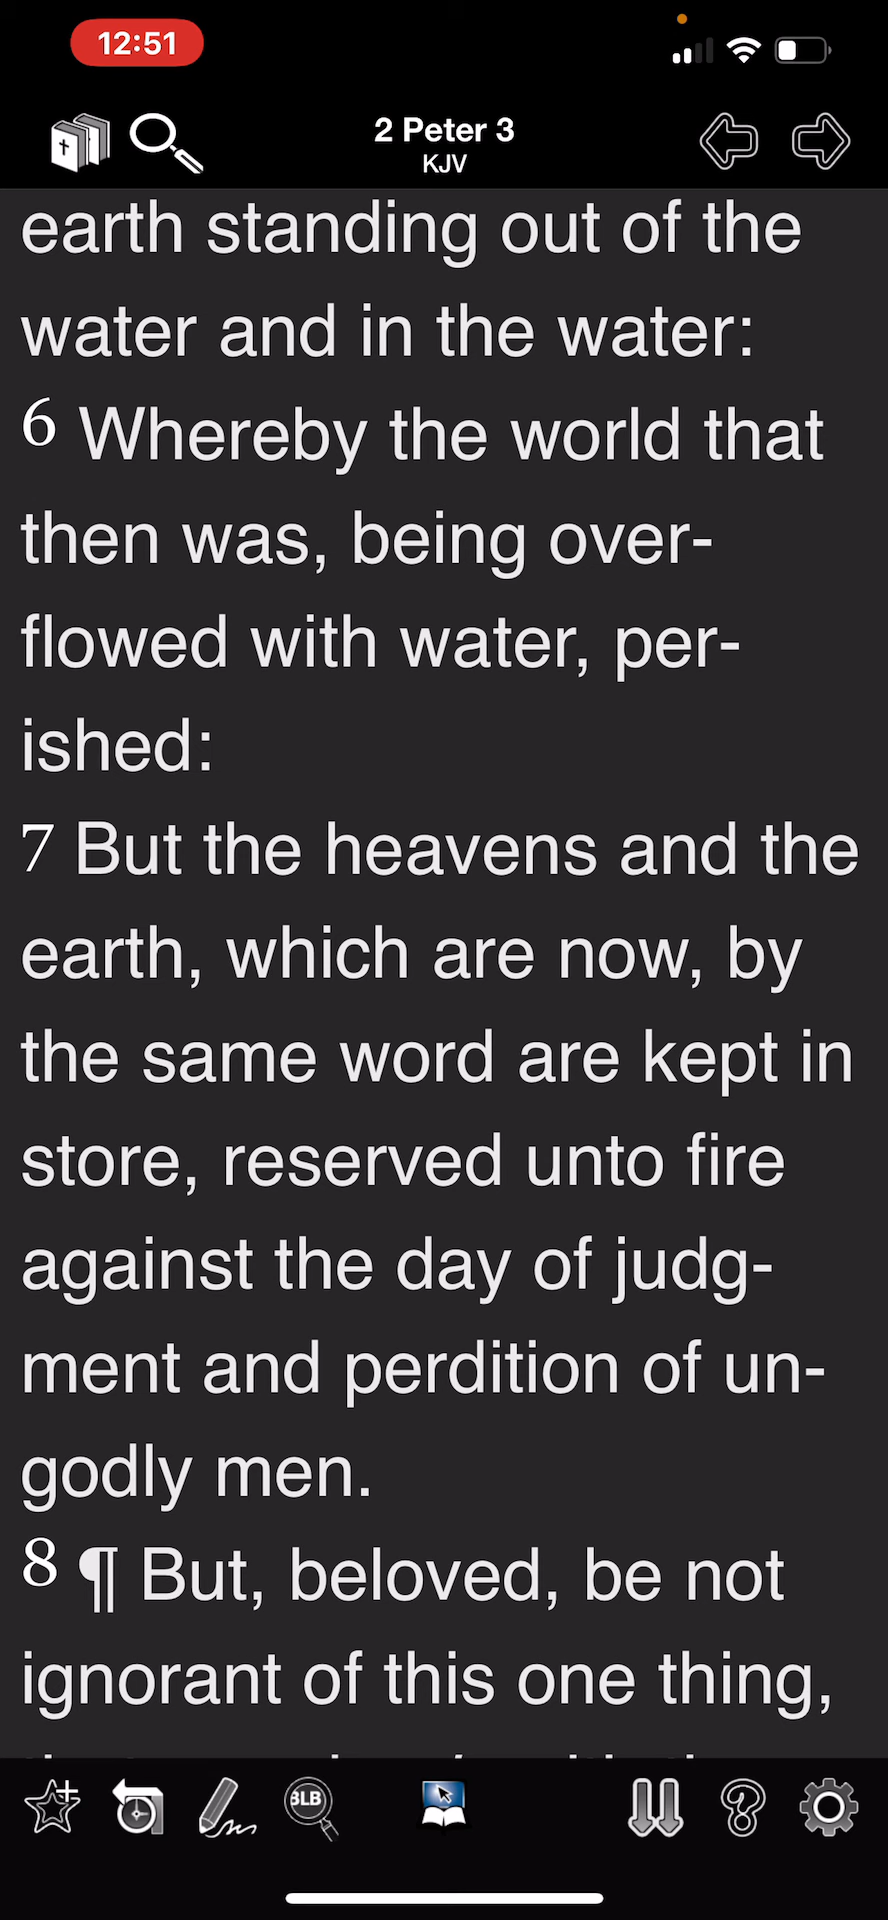 12:51
2 Peter 3
KJV
earth standing out of the
water and in the water:
6 Whereby the world that
then was, being over-
flowed with water, per-
ished:
7 But the heavens and the
earth, which are now, by
the same word are kept in
store, reserved unto fire
against the day of judg-
ment and perdition of un-
godly men.
8 ¶ But, beloved, be not
ignorant of this one thing,
BLB